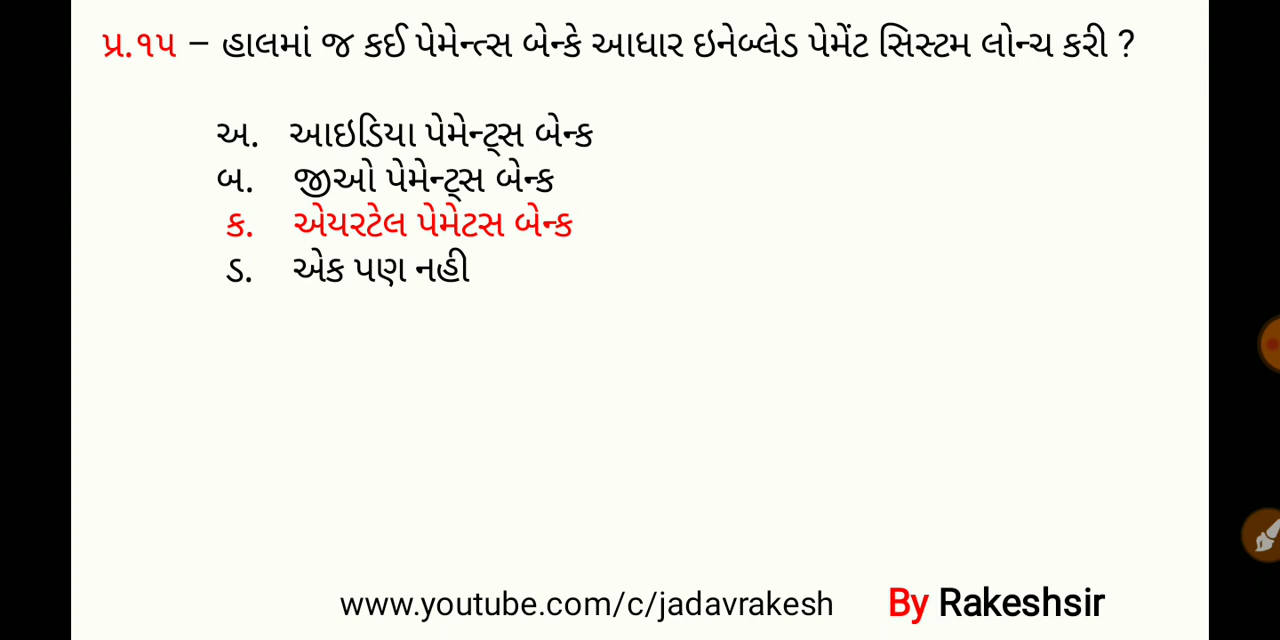 પ્ર.૧૫ – હાલમાં જ કઈ પેમેન્ત્સ બેન્કે આધાર ઇનેબ્લેડ પેમેંટ સિસ્ટમ લોન્ચ કરી ?
અ. આઇડિયા પેમેન્ટ્સ બેન્ક
બ. જીઓ પેમેન્ટ્સ બેન્ક
ક. એયરટેલ પેમેટસ બેન્ક
ડ. એક પણ નહી
www.youtube.com/c/jadavrakesh By Rakeshsir